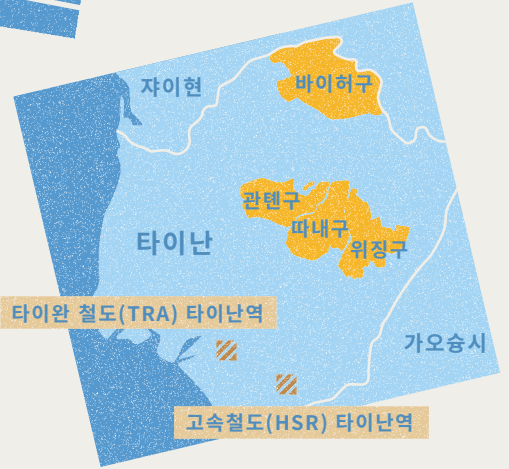 쟈이현
바이허구
관톈구
따내구
타이난
위징구
타이완 철도(TRA) 타이난역
가오슝시
고속철도(HSR) 타이난역